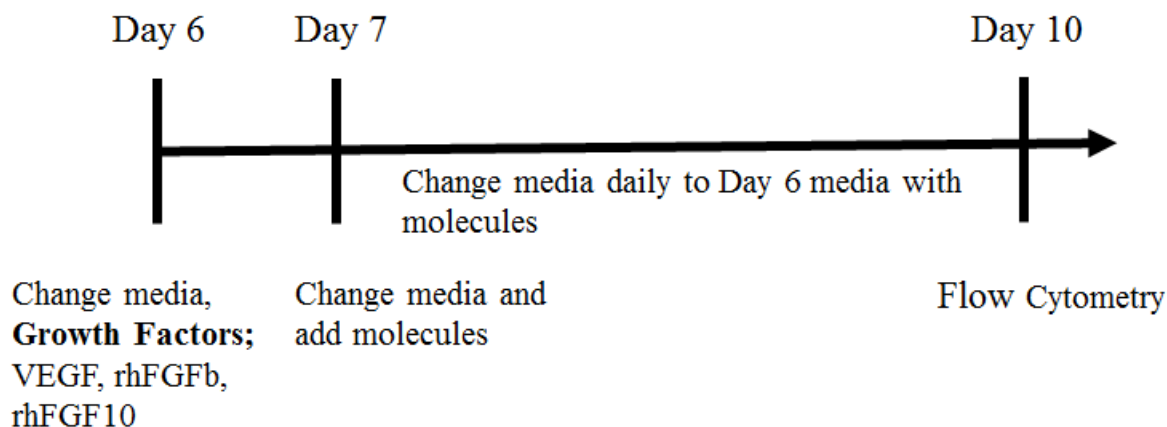 Day 6
Day 7
Day 10
Change media daily to Day 6 media with
molecules
Change media,
Growth Factors;
VEGF, rhFGFb,
rhFGF10
Change media and
add molecules
Flow Cytometry